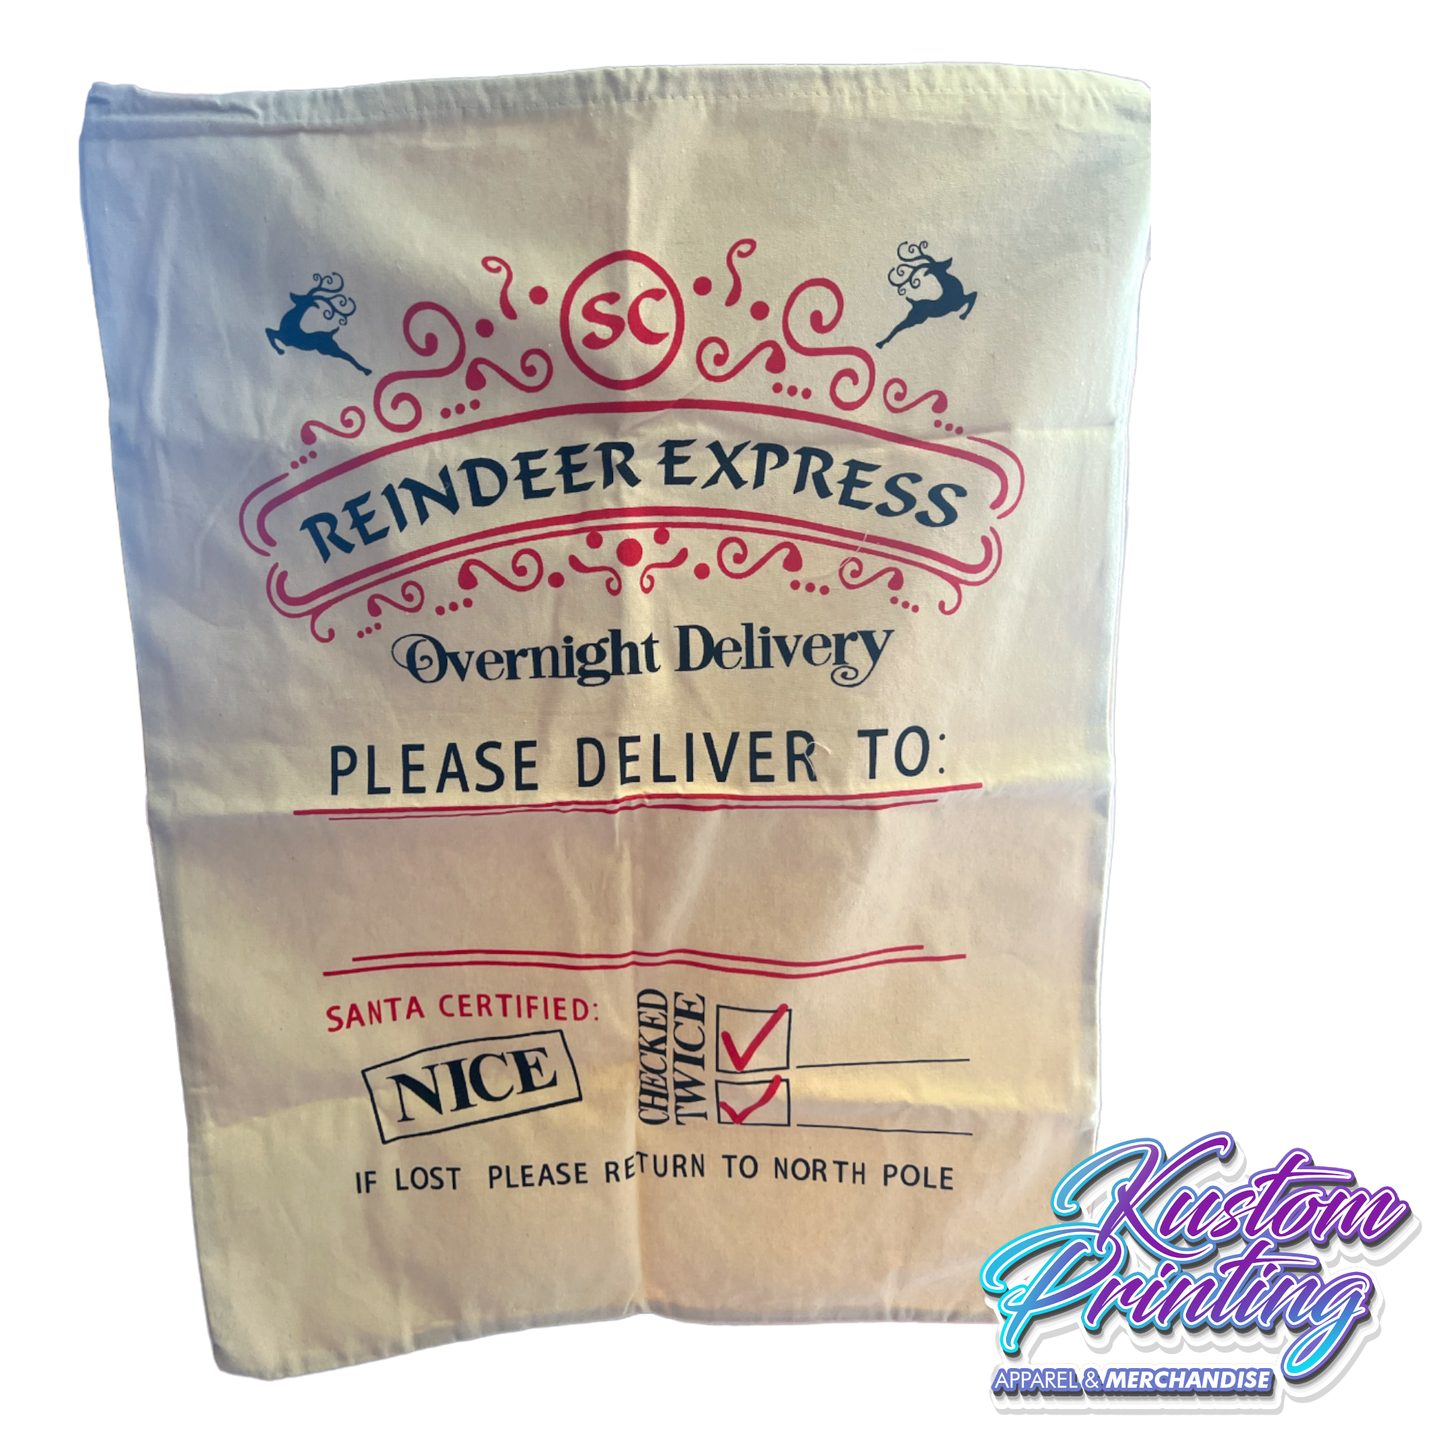 SC
REINDEER EXPRESS
Overnight Delivery
PLEASE DELIVER TO:
SANTA CERTIFIED:
NICE
CHECKED
TWICE
IF LOST PLEASE RETURN TO NORTH POLE
Kustom
Printing
APPAREL & MERCHANDISE